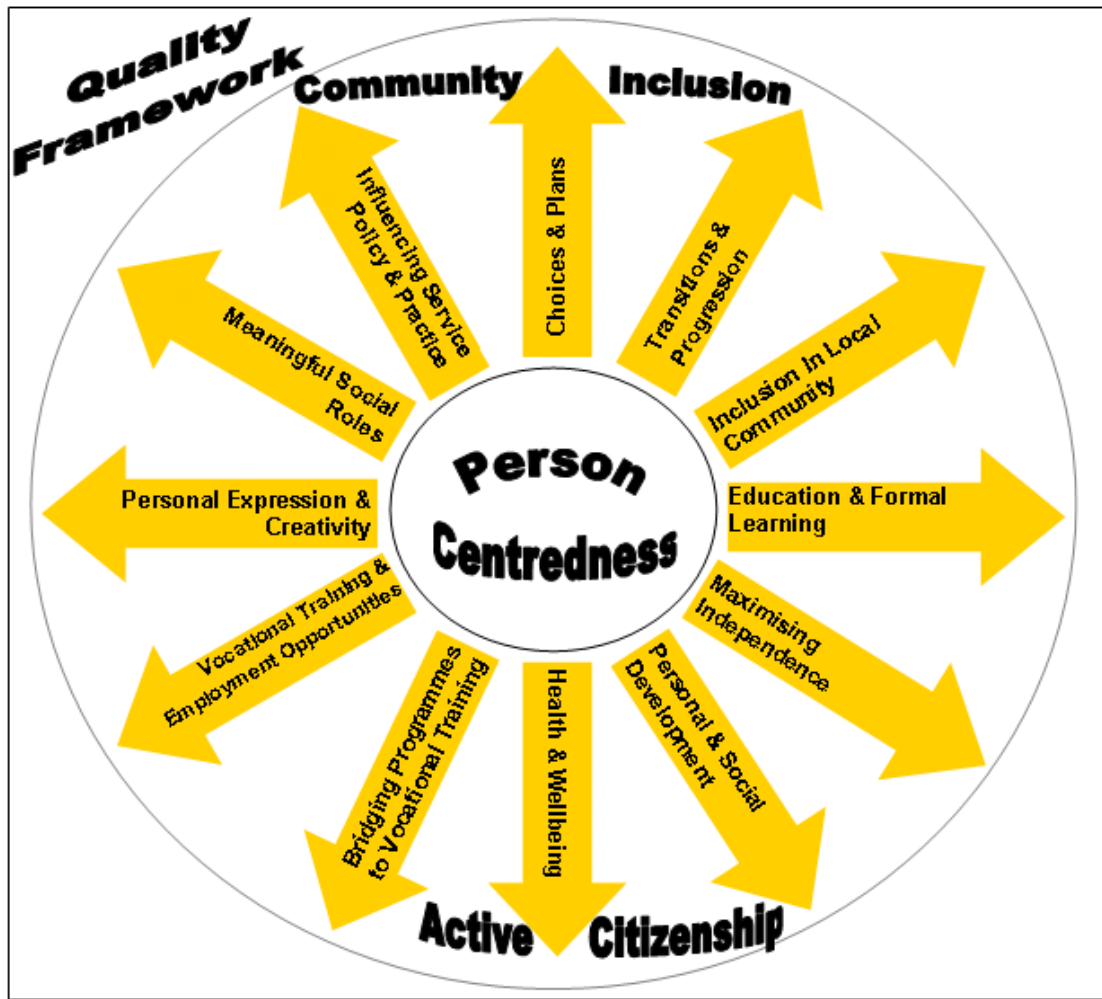 Quality
Framework
Community Inclusion
Choices & Plans
Transitions &
Progression
Inclusion In Local
Community
Education & Formal
Learning
Maximising
Independence
Personal & Social
Development
Health & Wellbeing
Bridging Programmes
to Vocational Training
Vocational Training &
Employment Opportunities
Personal Expression &
Creativity
Meaningful Social
Roles
Influencing Service
Policy & Practice
Person
Centredness
Active Citizenship